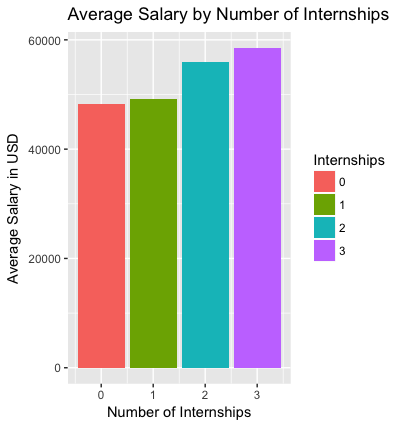 Average Salary by Number of Internships
60000
40000
20000
0
Average Salary in USD
0 1 2 3
Number of Internships
Internships
0
1
2
3